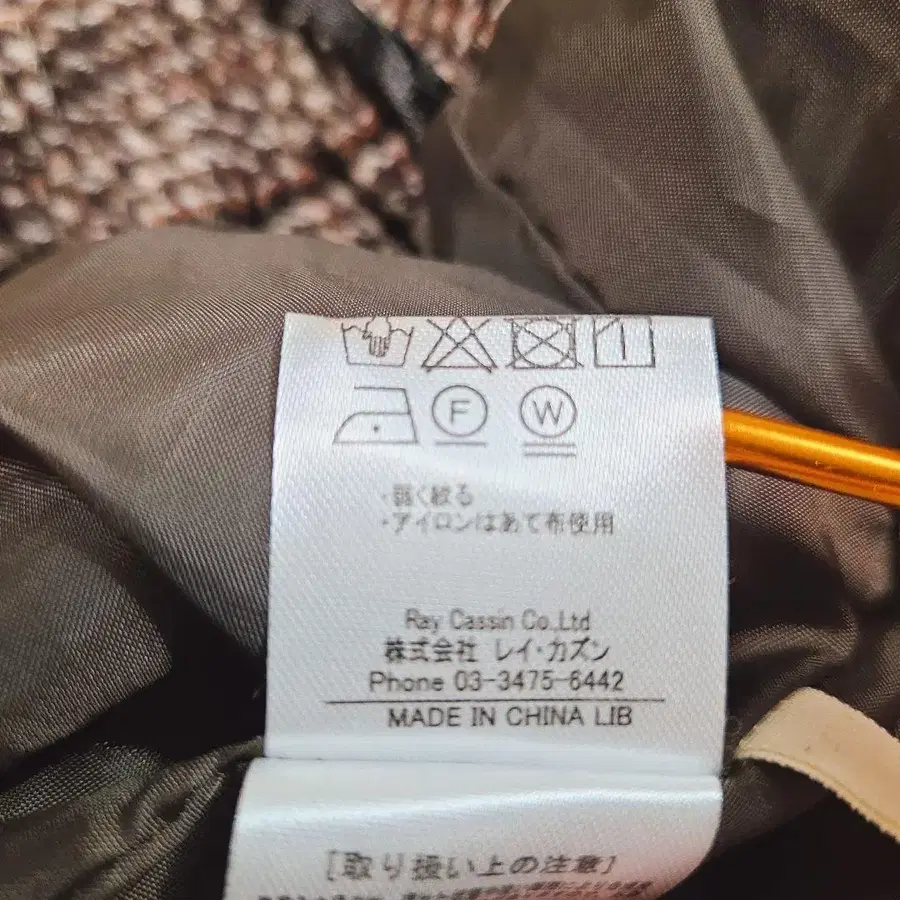 F W
・弱く絞る
・アイロンはあて布使用
Ray Cassin Co.,Ltd
株式会社 レイ・カズン
Phone 03-3475-6442
MADE IN CHINA LIB
[取り扱い上の注意]